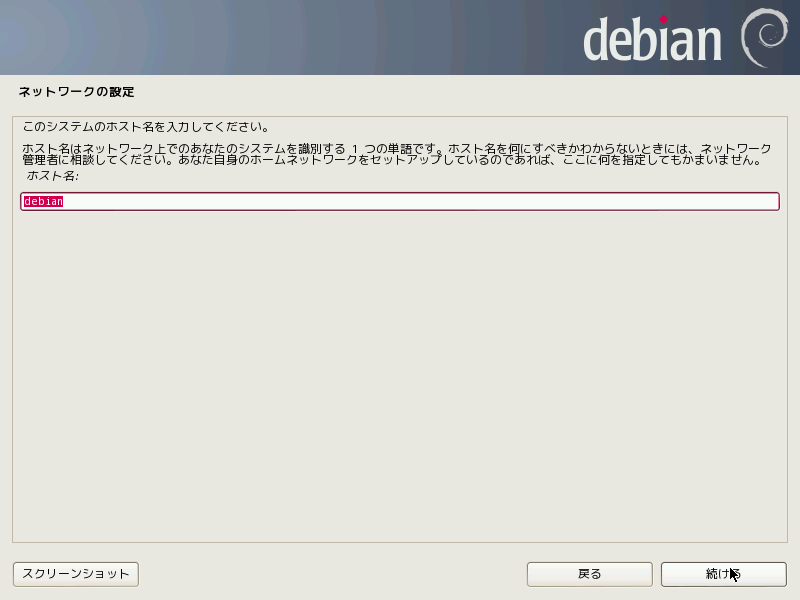 debian
ネットワークの設定
このシステムのホスト名を入力してください。
ホスト名はネットワーク上でのあなたのシステムを識別する 1 つの単語です。ホスト名を何にすべきかわからないときには、ネットワーク
管理者に相談してください。あなた自身のホームネットワークをセットアップしているのであれば、ここに何を指定してもかまいません。
ホスト名:
debian
スクリーンショット
戻る
続ける